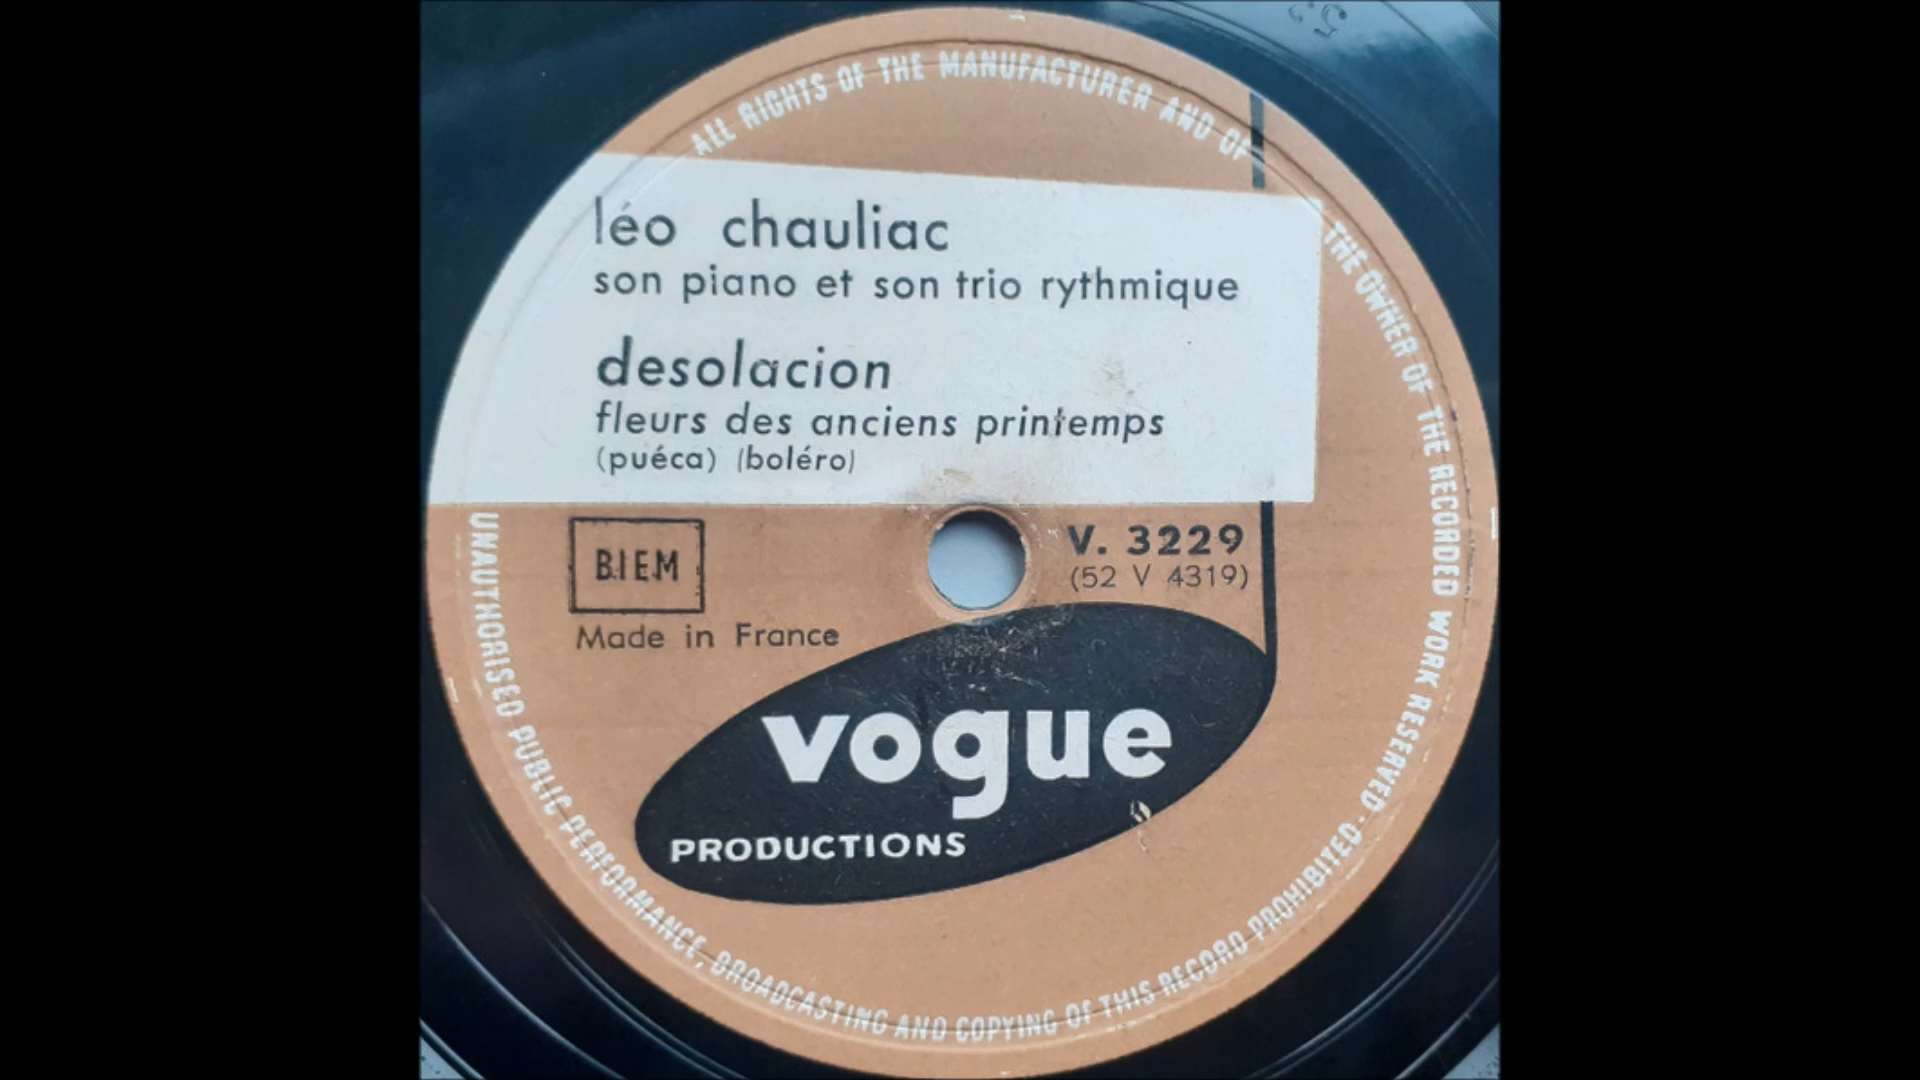 ALL RIGHTS OF THE MANUFACTURER AND OF THE OWNER OF THE RECORDED WORK RESERVED - UNAUTHORISED PUBLIC PERFORMANCE, BROADCASTING AND COPYING OF THIS RECORD PROHIBITED
léo chauliac
son piano et son trio rythmique
desolacion
fleurs des anciens printemps
(puéca) (boléro)
BIEM
V. 3229
(52 V 4319)
Made in France
vogue
PRODUCTIONS